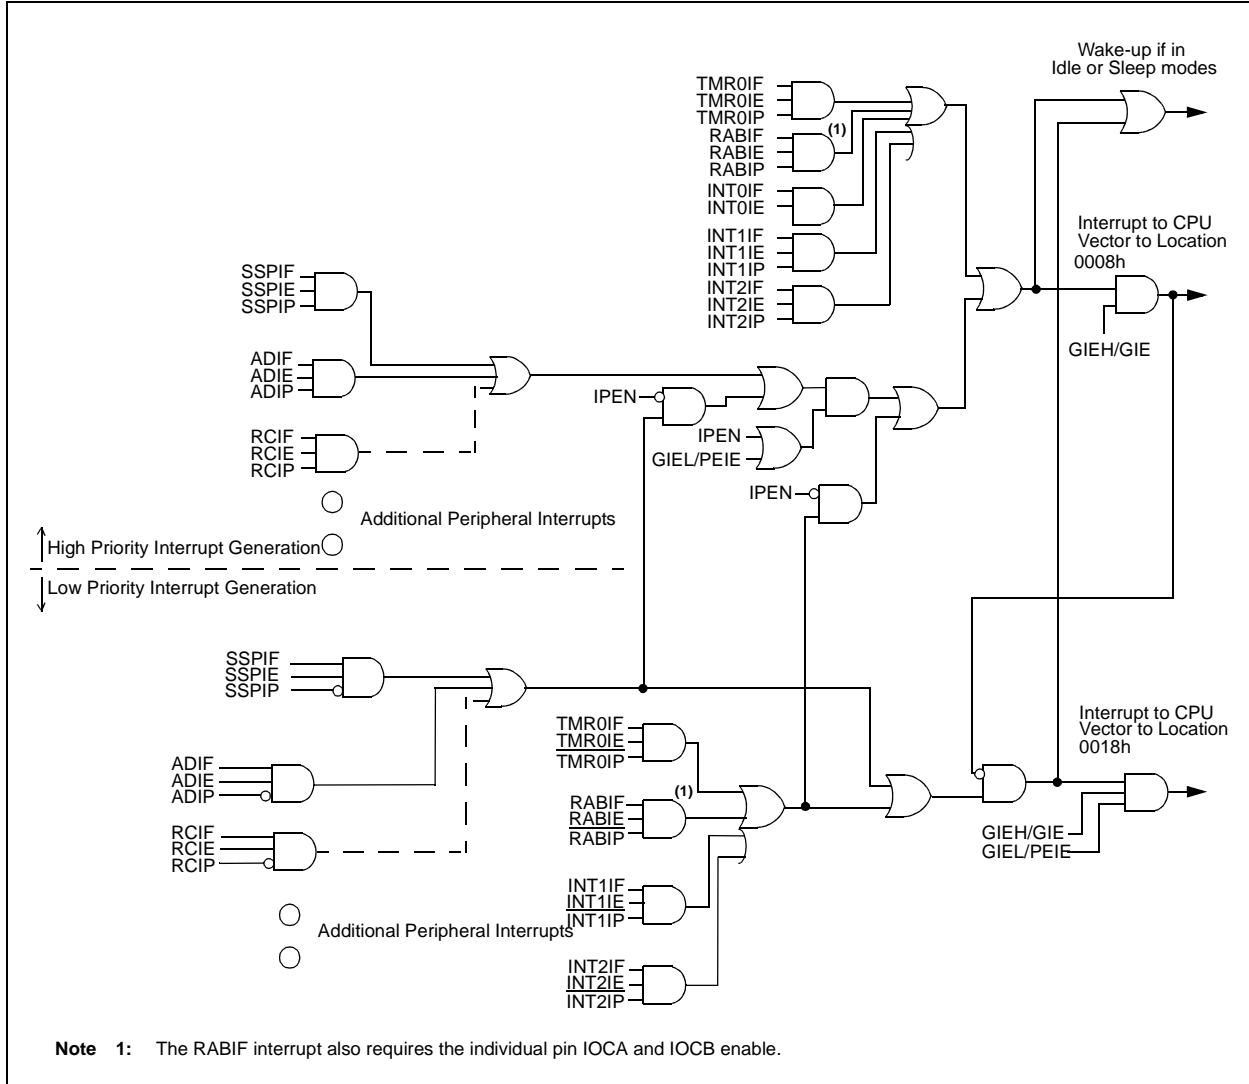 Wake-up if in
Idle or Sleep modes
TMR0IF
TMR0IE
TMR0IP
(1)
RABIF
RABIE
RABIP
INT0IF
INT0IE
INT1IF
INT1IE
INT1IP
INT2IF
INT2IE
INT2IP
Interrupt to CPU
Vector to Location
0008h
GIEH/GIE
SSPIF
SSPIE
SSPIP
ADIF
ADIE
ADIP
RCIF
RCIE
RCIP
IPEN
IPEN
GIEL/PEIE
IPEN
Additional Peripheral Interrupts
High Priority Interrupt Generation
Low Priority Interrupt Generation
SSPIF
SSPIE
SSPIP
ADIF
ADIE
ADIP
RCIF
RCIE
RCIP
Additional Peripheral Interrupts
TMR0IF
TMR0IE
TMR0IP
(1)
RABIF
RABIE
RABIP
INT1IF
INT1IE
INT1IP
INT2IF
INT2IE
INT2IP
Interrupt to CPU
Vector to Location
0018h
GIEH/GIE
GIEL/PEIE
Note 1: The RABIF interrupt also requires the individual pin IOCA and IOCB enable.